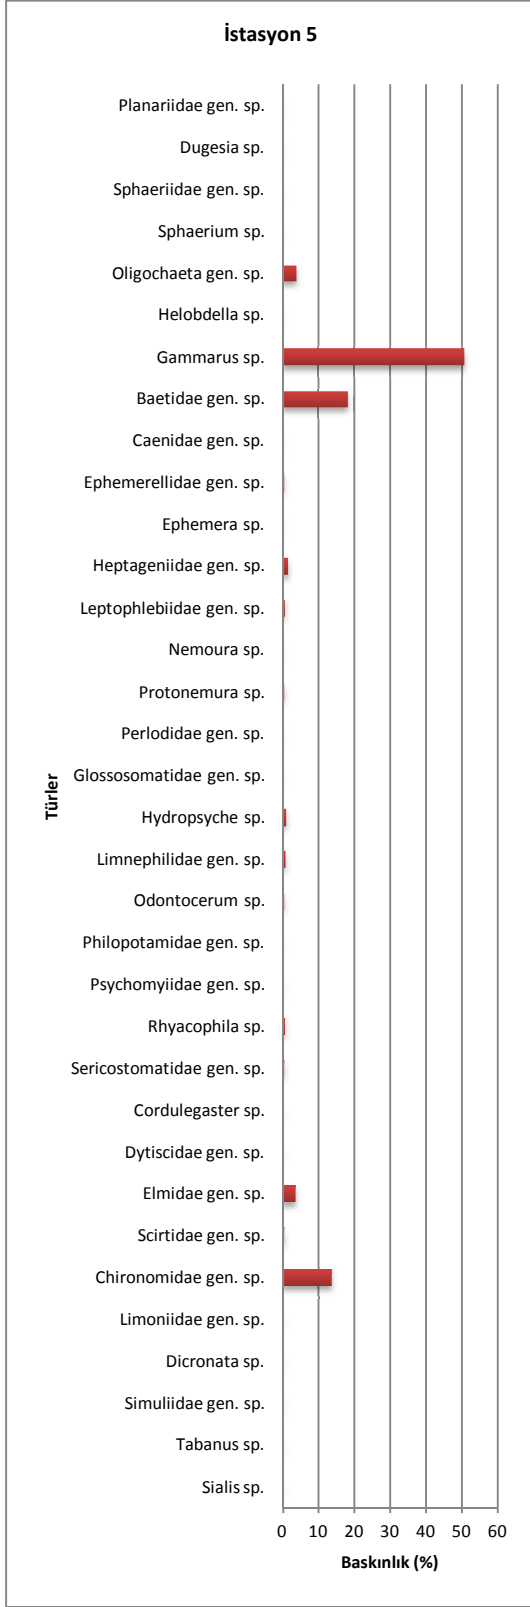 İstasyon 5
Planariidae gen. sp.
Dugesia sp.
Sphaeriidae gen. sp.
Sphaerium sp.
Oligochaeta gen. sp.
Helobdella sp.
Gammarus sp.
Baetidae gen. sp.
Caenidae gen. sp.
Ephemerellidae gen. sp.
Ephemera sp.
Heptageniidae gen. sp.
Leptophlebiidae gen. sp.
Nemoura sp.
Protonemura sp.
Perlodidae gen. sp.
Glossosomatidae gen. sp.
Hydropsyche sp.
Limnephilidae gen. sp.
Odontocerum sp.
Philopotamidae gen. sp.
Psychomyiidae gen. sp.
Rhyacophila sp.
Sericostomatidae gen. sp.
Cordulegaster sp.
Dytiscidae gen. sp.
Elmidae gen. sp.
Scirtidae gen. sp.
Chironomidae gen. sp.
Limoniidae gen. sp.
Dicronata sp.
Simuliidae gen. sp.
Tabanus sp.
Sialis sp.
Türler
0 10 20 30 40 50 60
Baskınlık (%)